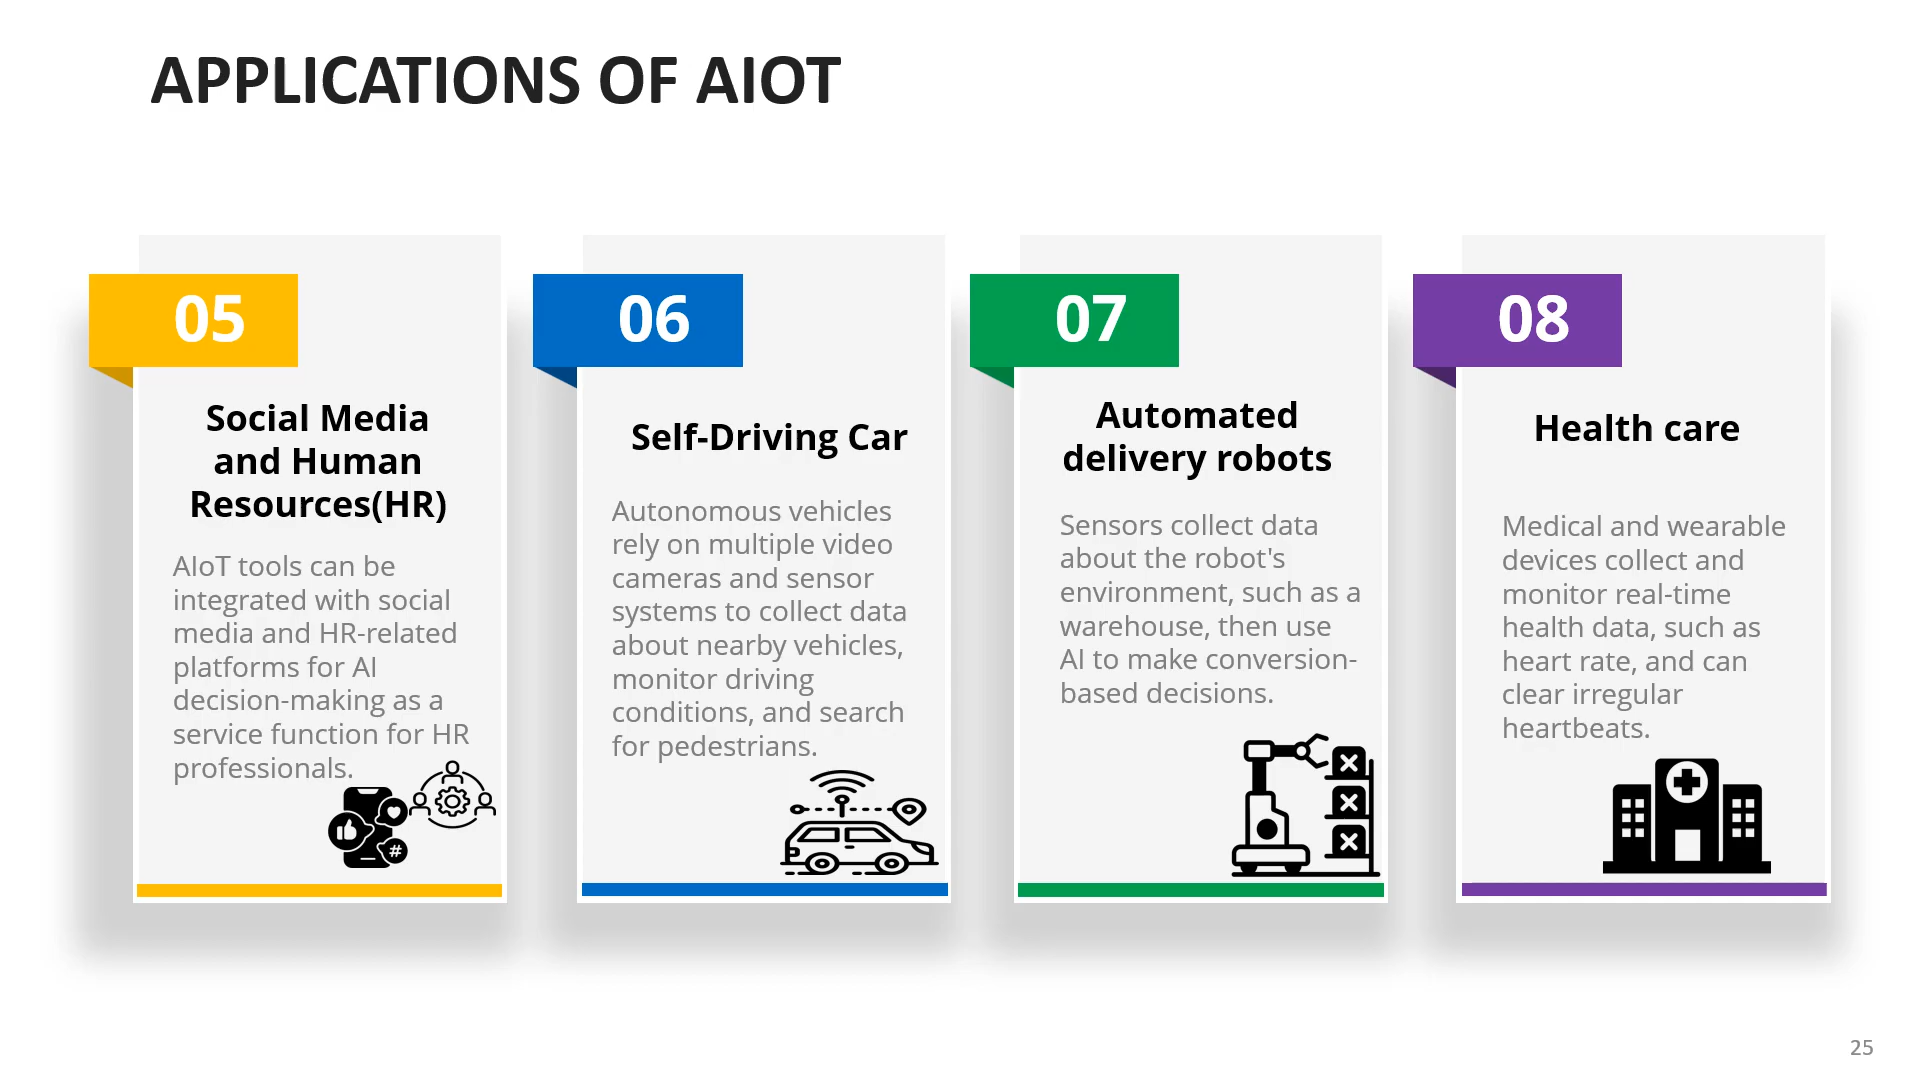 APPLICATIONS OF AIOT
05
Social Media
and Human
Resources(HR)
AIoT tools can be
integrated with social
media and HR-related
platforms for AI
decision-making as a
service function for HR
professionals.
#
06
Self-Driving Car
Autonomous vehicles
rely on multiple video
cameras and sensor
systems to collect data
about nearby vehicles,
monitor driving
conditions, and search
for pedestrians.
07
Automated
delivery robots
Sensors collect data
about the robot's
environment, such as a
warehouse, then use
AI to make conversion-
based decisions.
08
Health care
Medical and wearable
devices collect and
monitor real-time
health data, such as
heart rate, and can
clear irregular
heartbeats.
25